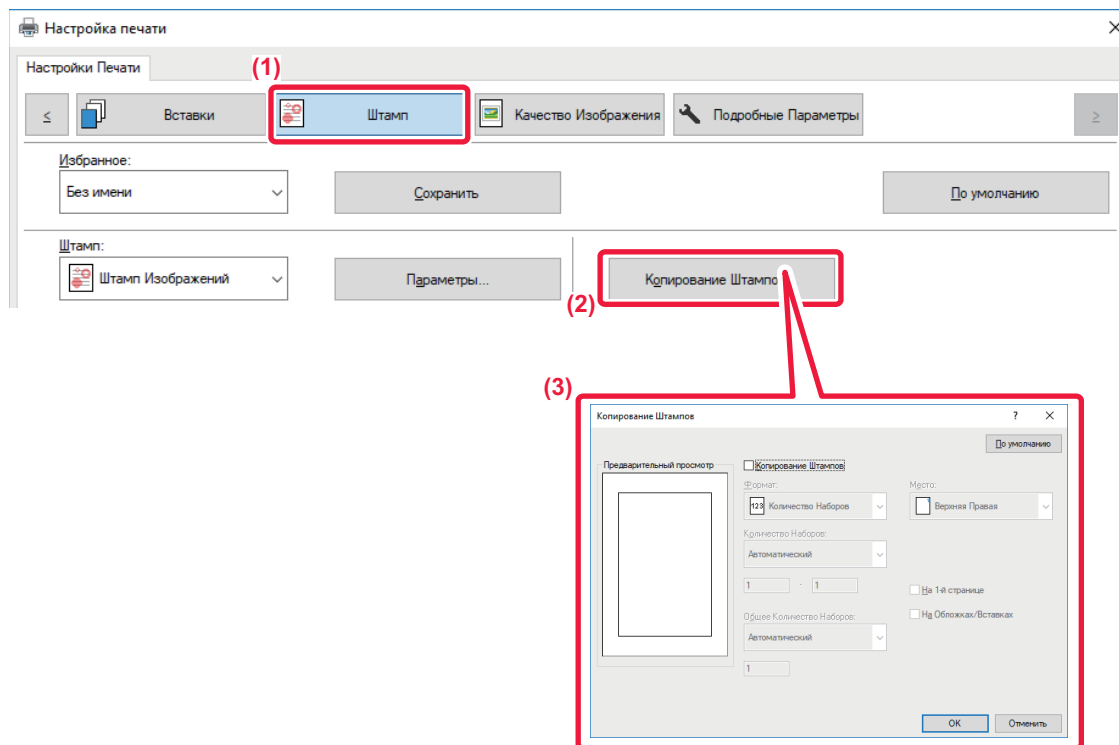 Настройка печати
Настройки Печати
(1)
<
Вставки
Штамп
Качество Изображения
Подробные Параметры
>
Избранное:
Без имени
Сохранить
По умолчанию
Штамп:
Штамп Изображений
Параметры...
Копирование Штампо
(2)
(3)
Копирование Штампов
?
По умолчанию
Предварительный просмотр
Копирование Штампов
Формат:
Место:
123 Количество Наборов
Верхняя Правая
Количество Наборов:
Автоматический
1 - 1
На 1-й странице
Общее Количество Наборов:
На Обложках/Вставках
Автоматический
1
OK
Отменить